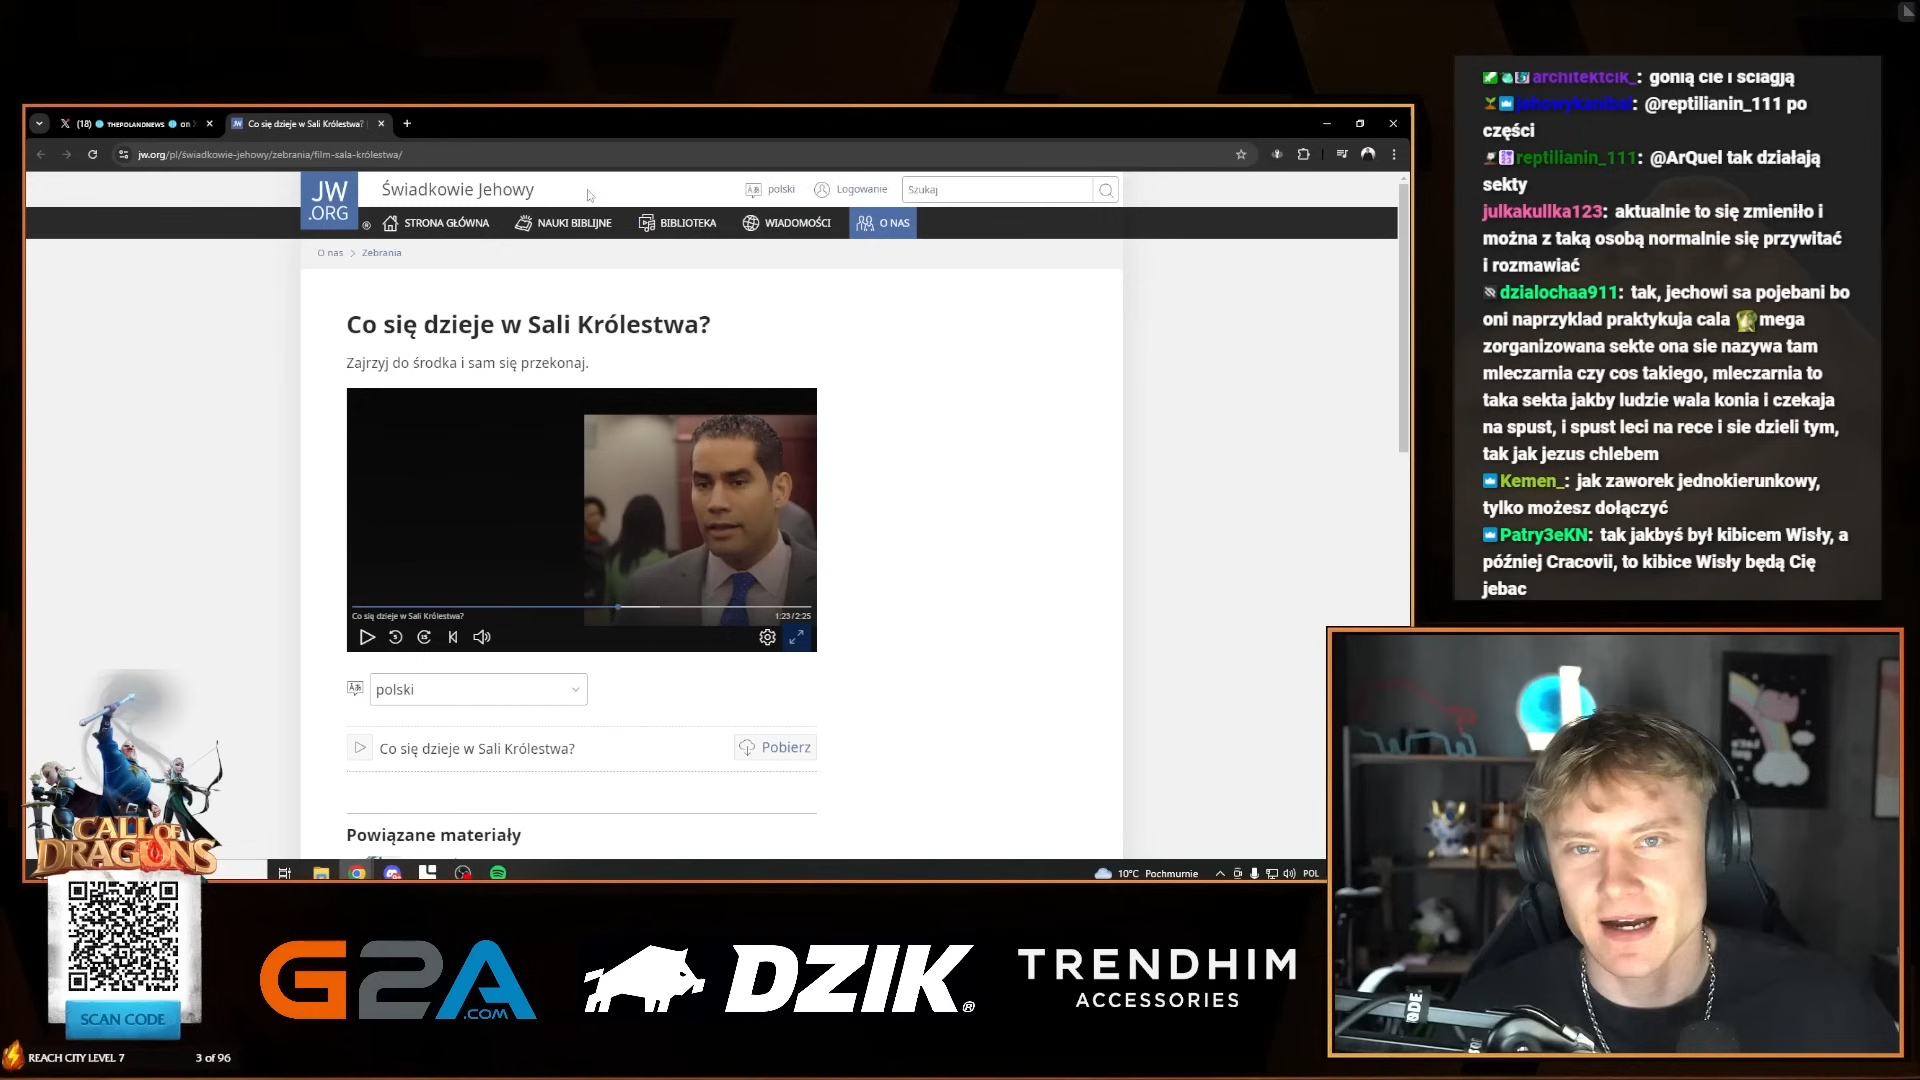 (18) THEPOLANDNEWS on
Co się dzieje w Sali Królestwa?
jw.org/pl/świadkowie-jehowy/zebrania/film-sala-królestwa/
JW
.ORG
®
Świadkowie Jehowy
polski
Logowanie
Szukaj
STRONA GŁÓWNA
NAUKI BIBLIJNE
BIBLIOTEKA
WIADOMOŚCI
O NAS
O nas > Zebrania
Co się dzieje w Sali Królestwa?
Zajrzyj do środka i sam się przekonaj.
Co się dzieje w Sali Królestwa?
1:23/2:25
polski
Co się dzieje w Sali Królestwa?
Pobierz
Powiązane materiały
10°C Pochmurnie
POL
architektcik_: gonią cie i sciagją
jehowykanibal: @reptilianin_111 po
części
reptilianin_111: @ArQuel tak działają
sekty
julkakullka123: aktualnie to się zmieniło i
można z taką osobą normalnie się przywitać
i rozmawiać
dzialochaa911: tak, jechowi sa pojebani bo
oni naprzyklad praktykuja cala mega
zorganizowana sekte ona sie nazywa tam
mleczarnia czy cos takiego, mleczarnia to
taka sekta jakby ludzie wala konia i czekaja
na spust, i spust leci na rece i sie dzieli tym,
tak jak jezus chlebem
Kemen_: jak zaworek jednokierunkowy,
tylko możesz dołączyć
Patry3eKN: tak jakbyś był kibicem Wisły, a
później Cracovii, to kibice Wisły będą Cię
jebac
CALL OF
DRAGONS
SCAN CODE
REACH CITY LEVEL 7
3 of 96
G2A
.COM
DZIK®
TRENDHIM
ACCESSORIES